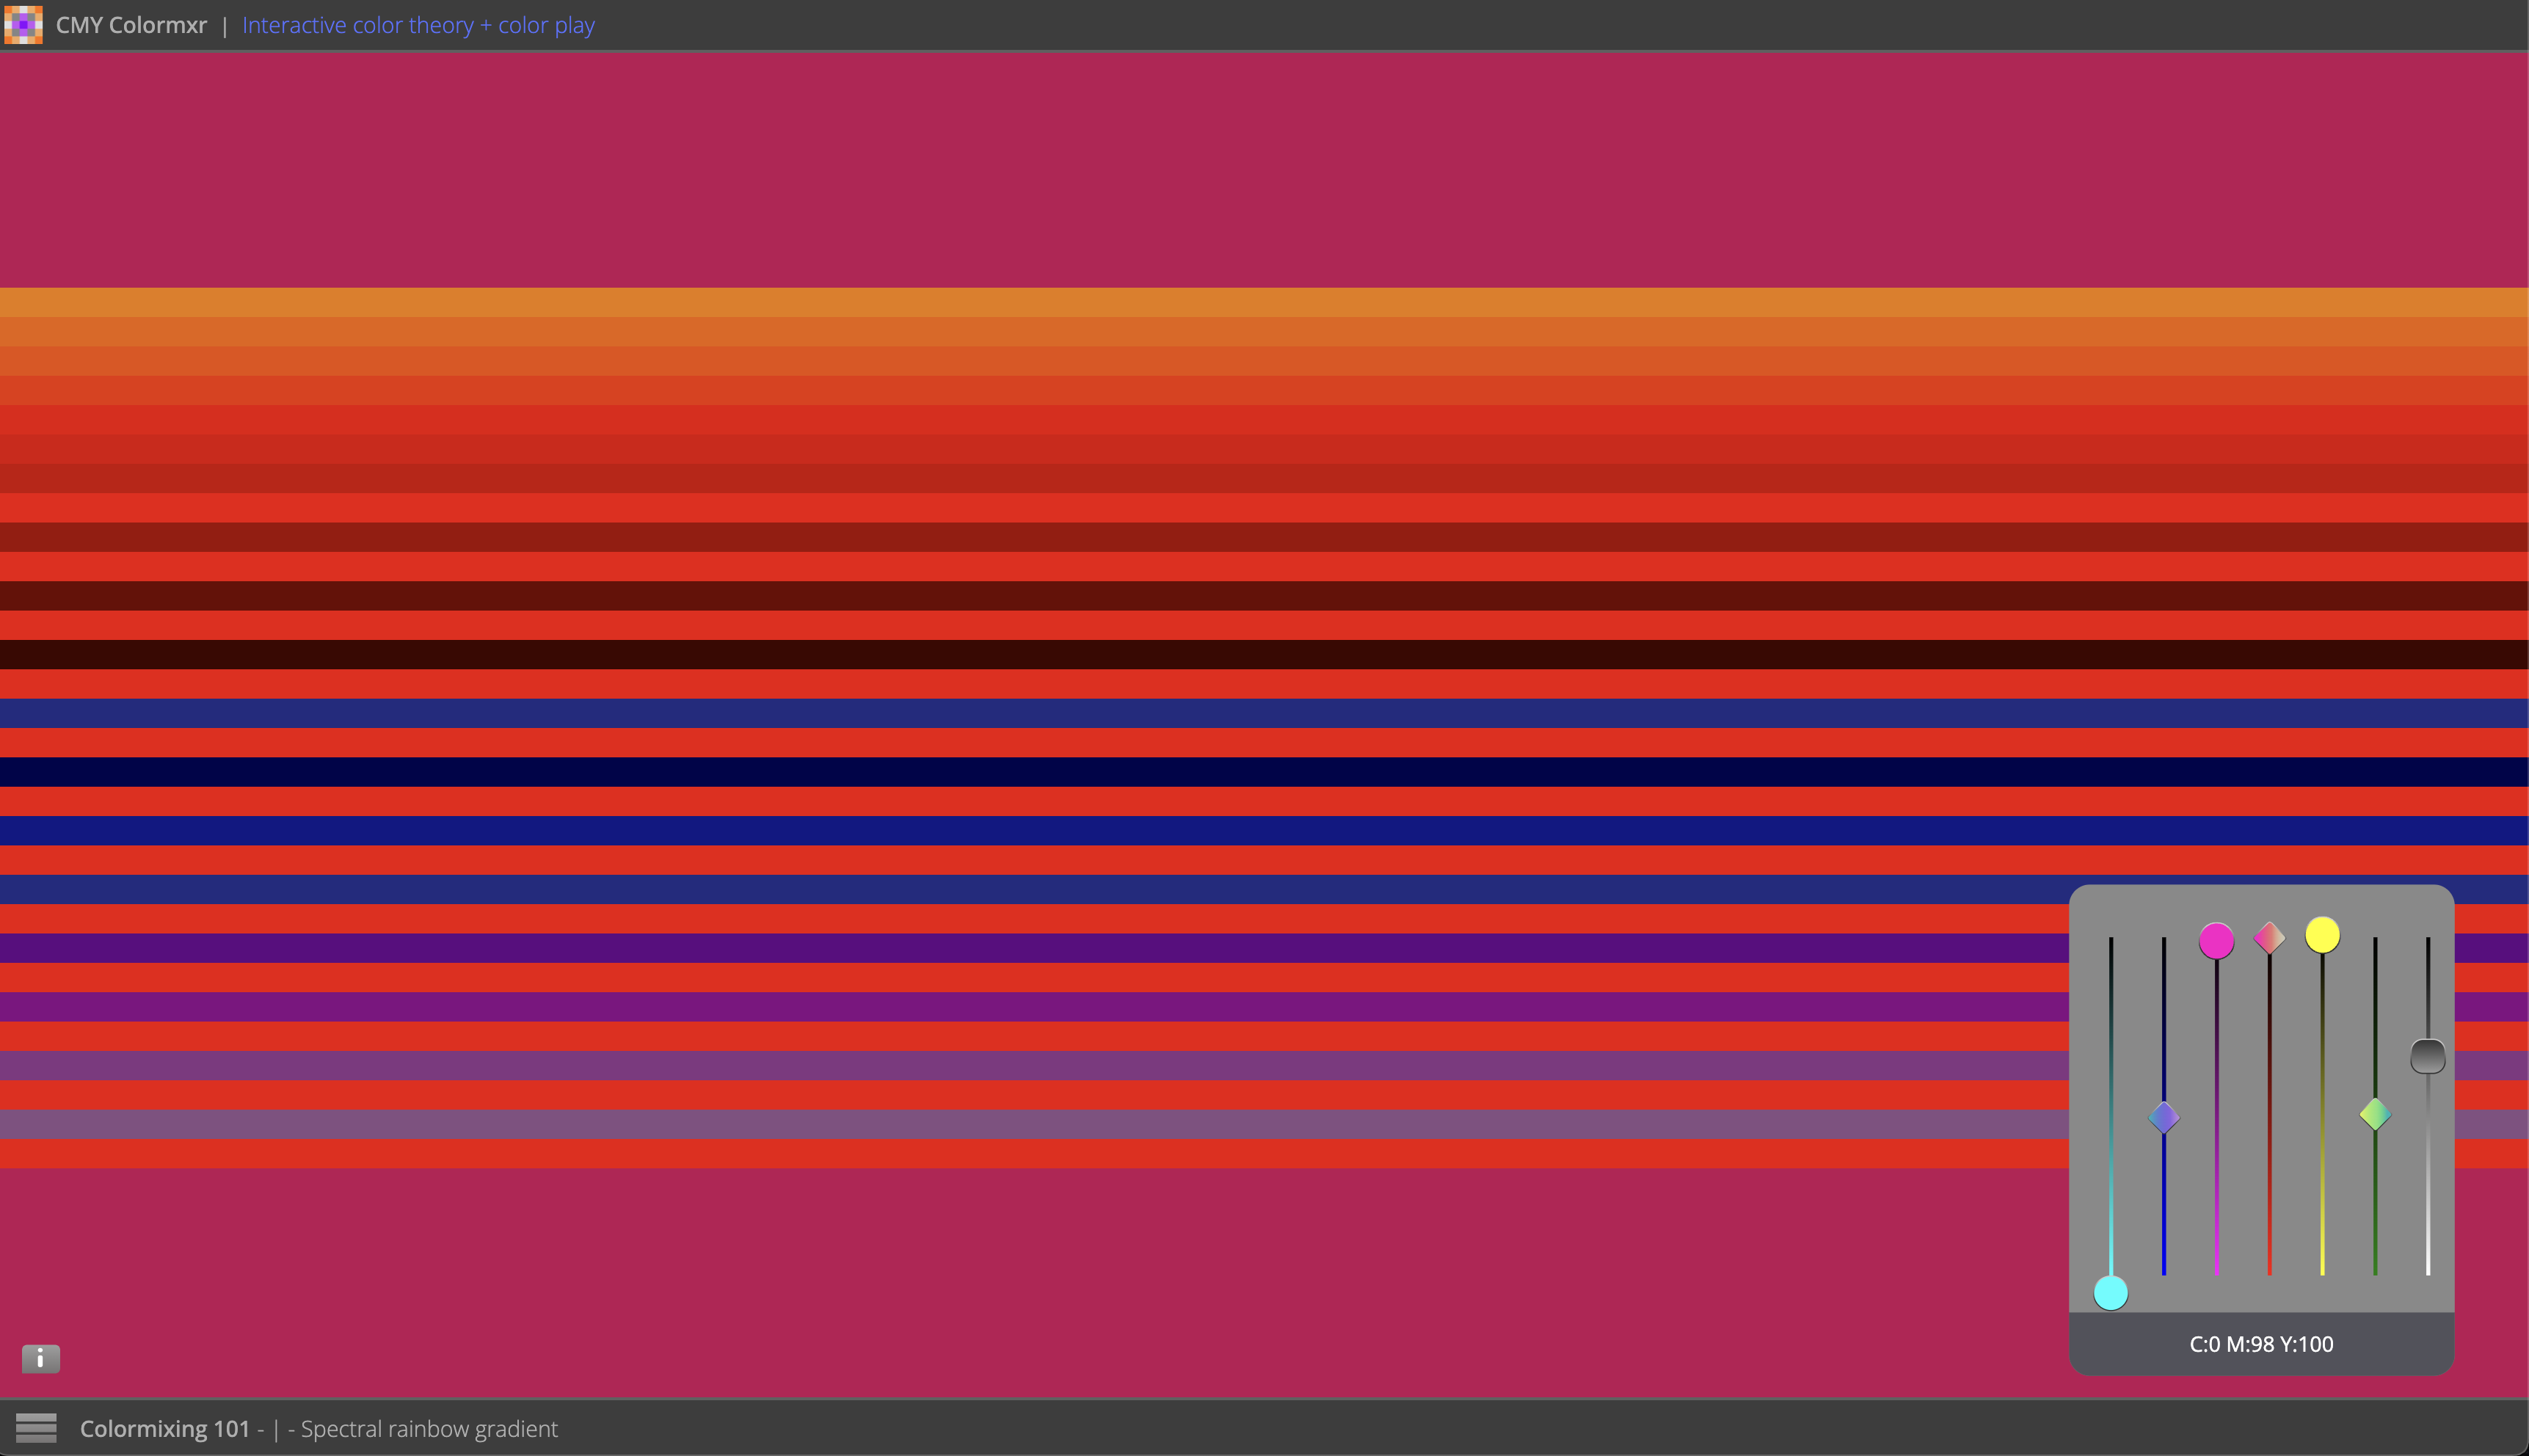 CMY Colormxr | Interactive color theory + color play
i
C:0 M:98 Y:100
Colormixing 101 - | - Spectral rainbow gradient